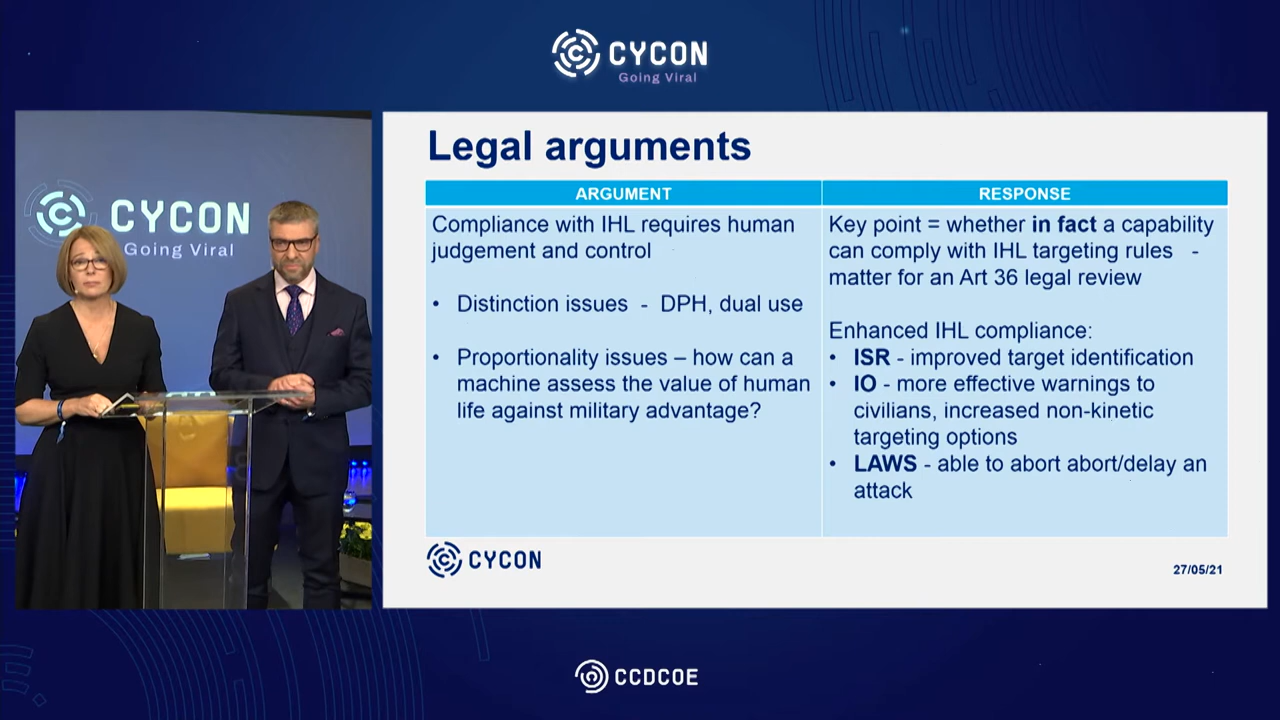 CYCON
Going Viral
CYCON
Going Viral
Legal arguments
ARGUMENT
RESPONSE
Compliance with IHL requires human
judgement and control
• Distinction issues - DPH, dual use
• Proportionality issues – how can a
machine assess the value of human
life against military advantage?
Key point = whether in fact a capability
can comply with IHL targeting rules -
matter for an Art 36 legal review
Enhanced IHL compliance:
• ISR - improved target identification
• IO - more effective warnings to
civilians, increased non-kinetic
targeting options
• LAWS - able to abort abort/delay an
attack
CYCON
27/05/21
CCDCOE